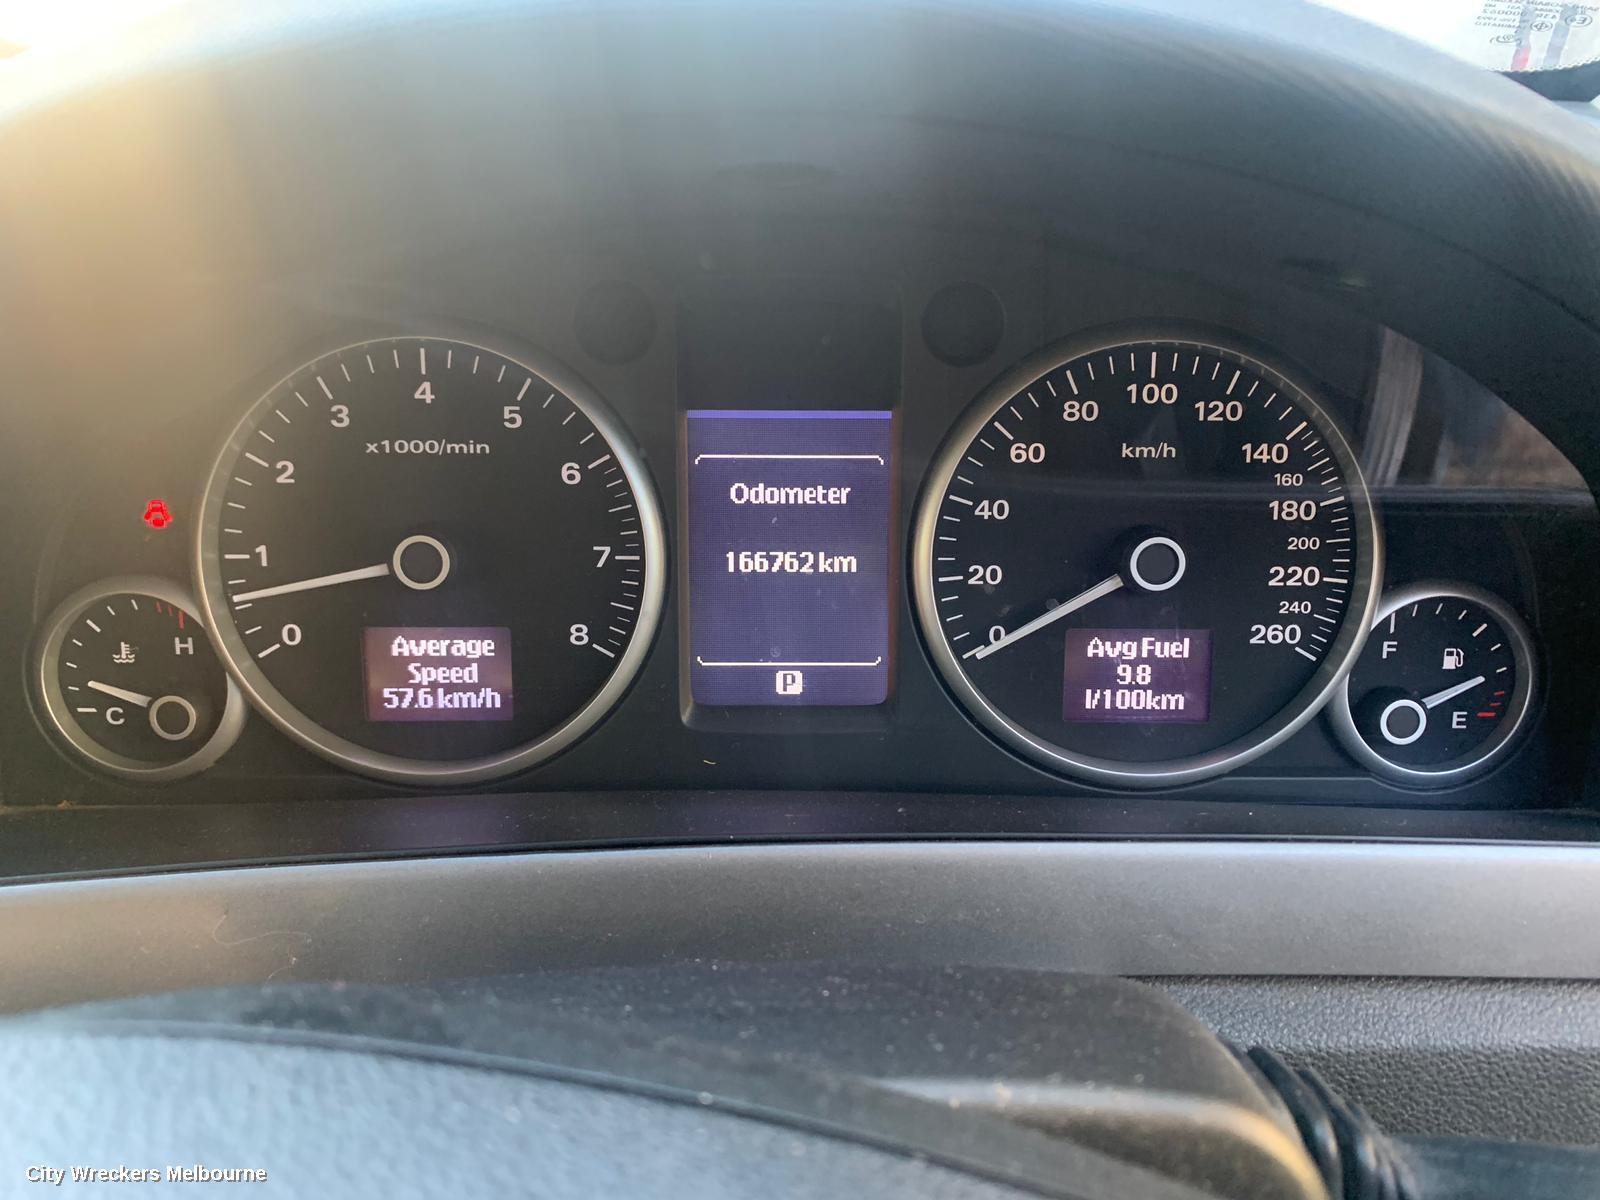 4
3
5
x1000/min
2
6
1
7
0
8
H
C
Average
Speed
57.6 km/h
Odometer
166762 km
P
100
80
120
km/h
60
140
160
40
180
200
20
220
240
0
260
Avg Fuel
9.8
l/100km
F
E
City Wreckers Melbourne